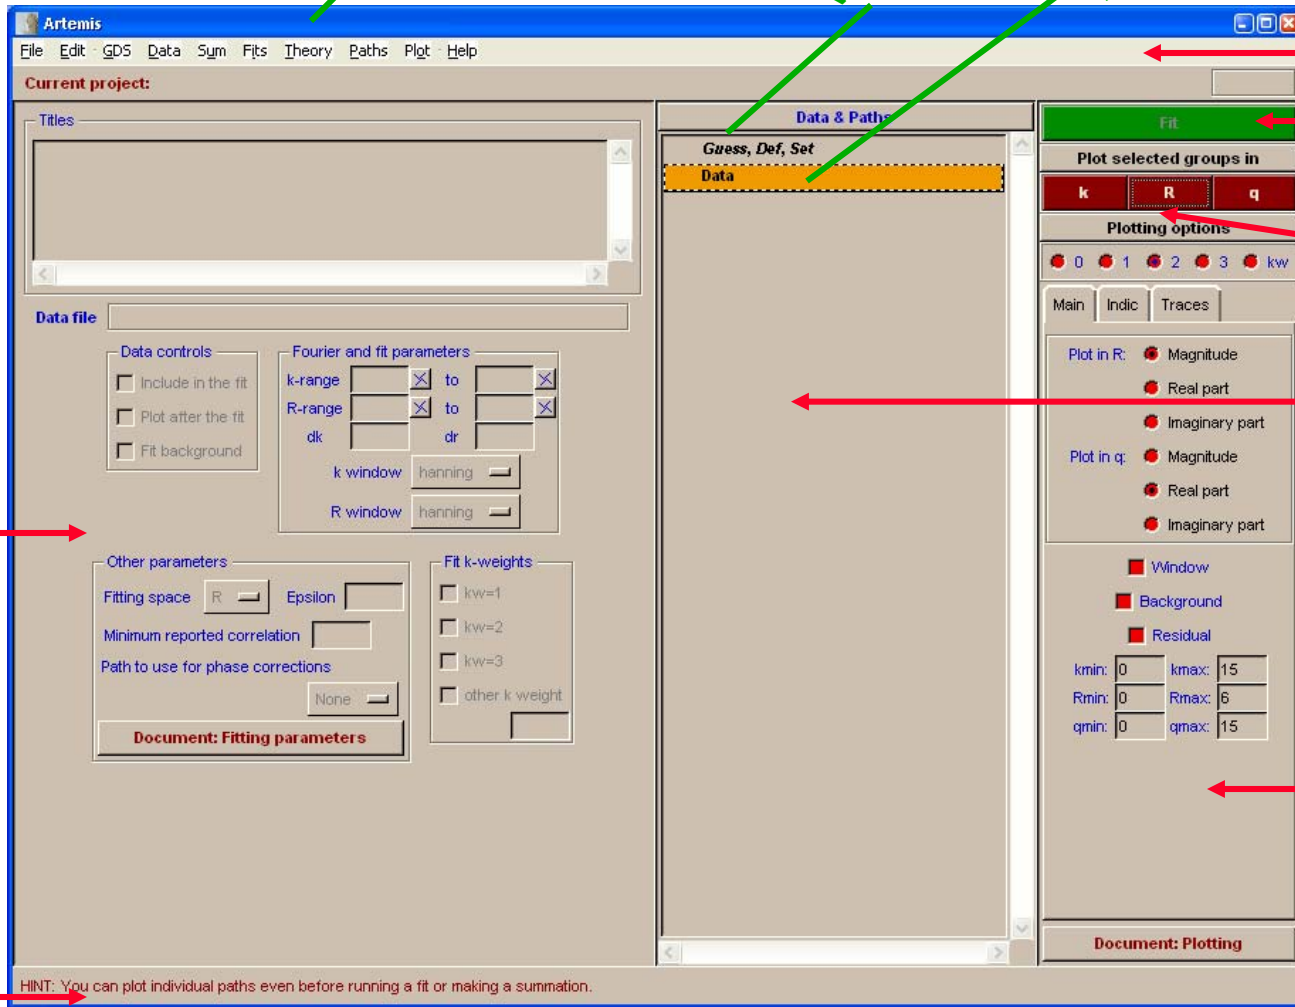 Artemis
File Edit GDS Data Sum Fits Theory Paths Plot Help
Current project:
Titles
Data file
Data controls
Include in the fit
Plot after the fit
Fit background
Fourier and fit parameters
k-range to
R-range to
dk dr
k window hanning
R window hanning
Other parameters
Fitting space R Epsilon
Minimum reported correlation
Path to use for phase corrections
None
Document: Fitting parameters
Fit k-weights
kw=1
kw=2
kw=3
other k weight
Data & Paths
Guess, Def, Set
Data
Fit
Plot selected groups in
k R q
Plotting options
0 1 2 3 kw
Main Indic Traces
Plot in R: Magnitude
Real part
Imaginary part
Plot in q: Magnitude
Real part
Imaginary part
Window
Background
Residual
kmin: 0 kmax: 15
Rmin: 0 Rmax: 6
qmin: 0 qmax: 15
Document: Plotting
HINT: You can plot individual paths even before running a fit or making a summation.